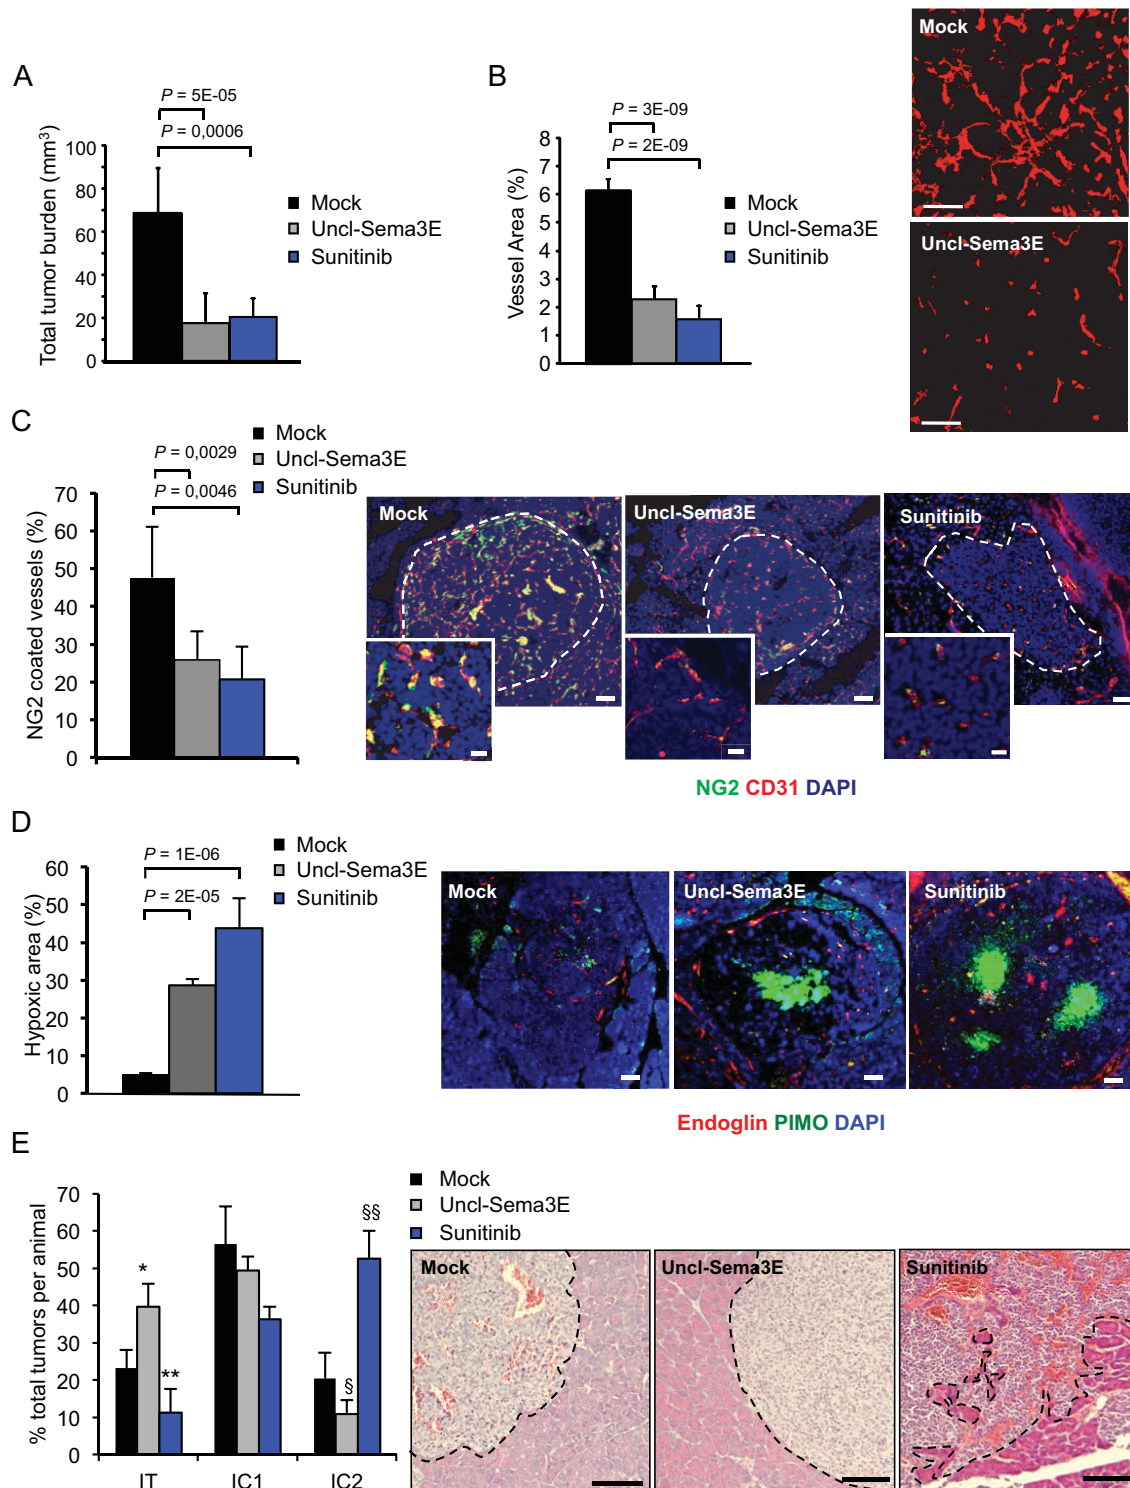 A
P = 5E-05
P = 0,0006
Total tumor burden (mm³)
100
80
60
40
20
0
Mock
Uncl-Sema3E
Sunitinib
B
P = 3E-09
P = 2E-09
Vessel Area (%)
8
7
6
5
4
3
2
1
0
Mock
Uncl-Sema3E
Sunitinib
Mock
Uncl-Sema3E
C
P = 0,0029
P = 0,0046
NG2 coated vessels (%)
70
60
50
40
30
20
10
0
Mock
Uncl-Sema3E
Sunitinib
Mock
Uncl-Sema3E
Sunitinib
NG2 CD31 DAPI
D
P = 1E-06
P = 2E-05
Hypoxic area (%)
60
50
40
30
20
10
0
Mock
Uncl-Sema3E
Sunitinib
Mock
Uncl-Sema3E
Sunitinib
Endoglin PIMO DAPI
E
% total tumors per animal
70
60
50
40
30
20
10
0
*
**
§
§§
IT
IC1
IC2
Mock
Uncl-Sema3E
Sunitinib
Mock
Uncl-Sema3E
Sunitinib